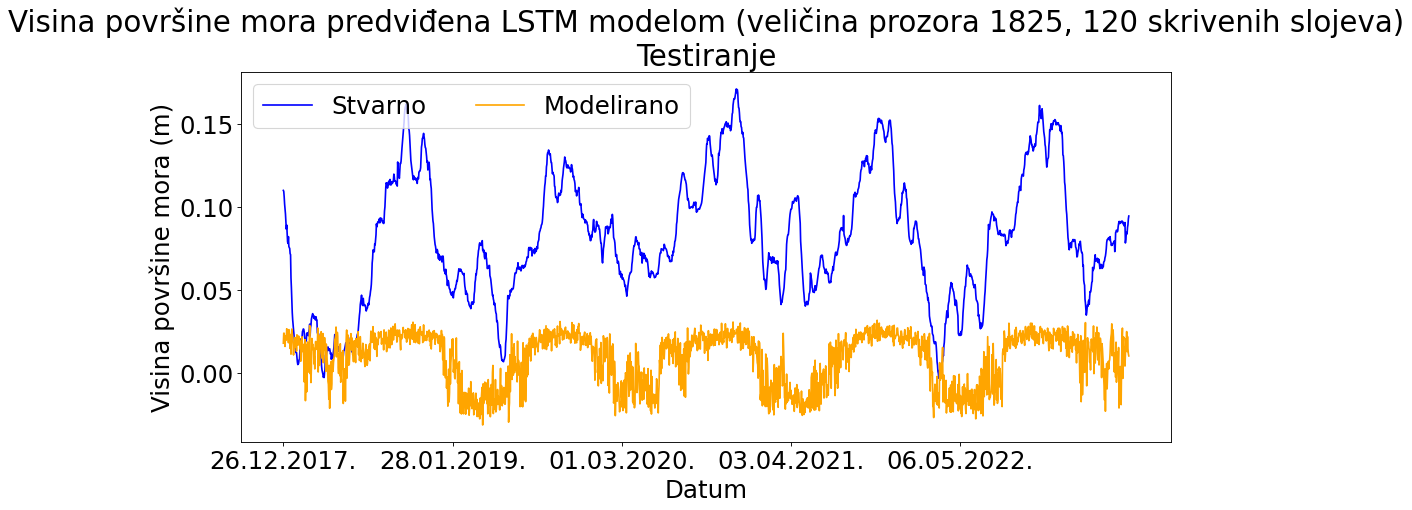 Visina površine mora predviđena LSTM modelom (veličina prozora 1825, 120 skrivenih slojeva)
Testiranje
Stvarno
Modelirano
Visina površine mora (m)
0.15
0.10
0.05
0.00
26.12.2017.
28.01.2019.
01.03.2020.
03.04.2021.
06.05.2022.
Datum